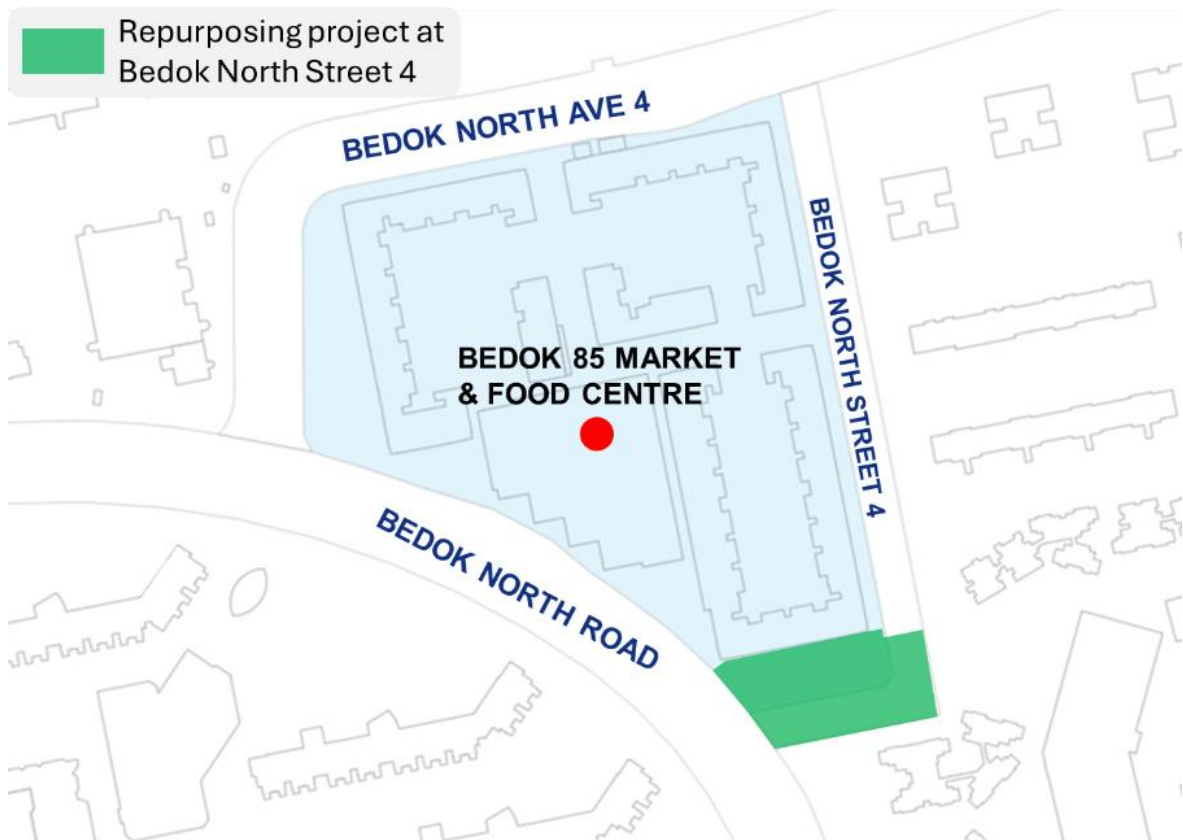 Repurposing project at
Bedok North Street 4
BEDOK NORTH AVE 4
BEDOK NORTH STREET 4
BEDOK 85 MARKET
& FOOD CENTRE
BEDOK NORTH ROAD